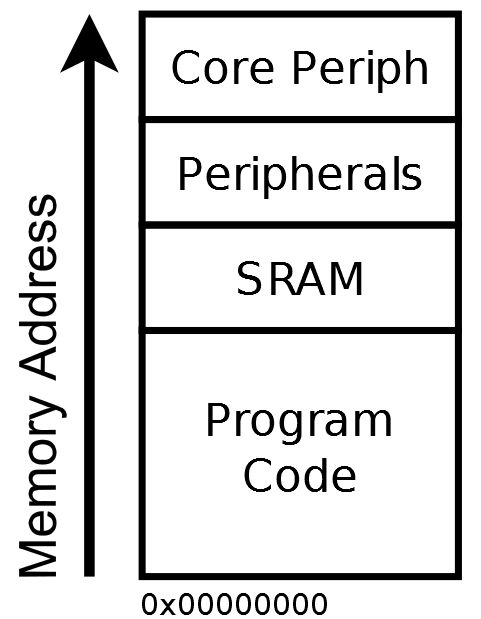 Core Periph
Peripherals
SRAM
Program
Code
Memory Address
0x00000000